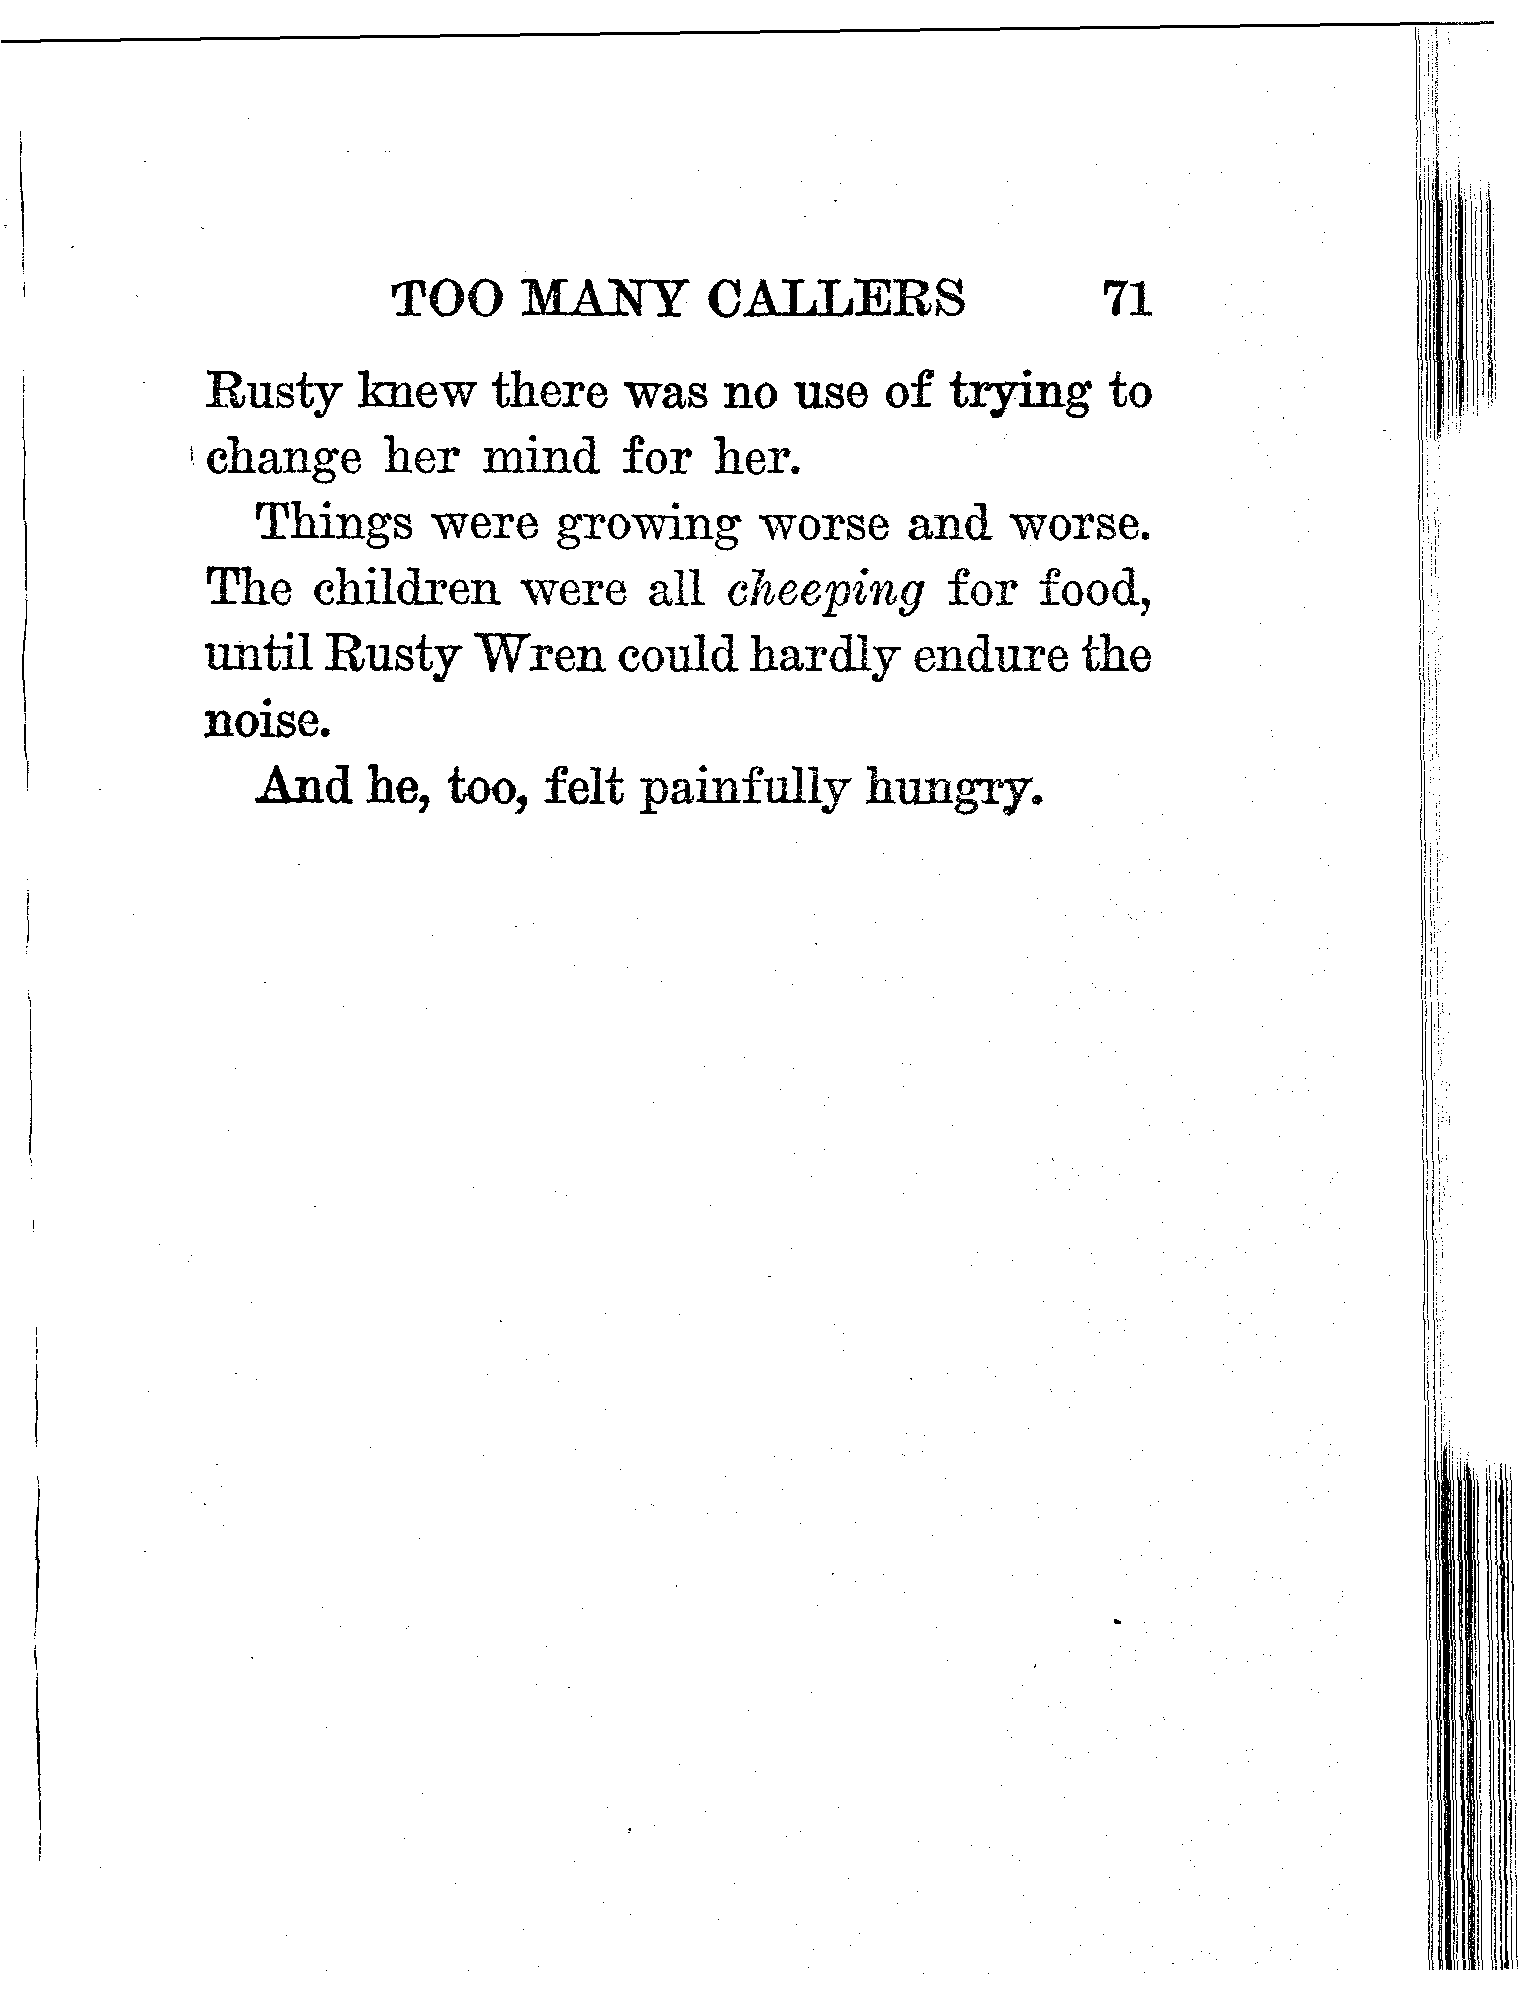 TOO MANY CALLERS 71
Rusty knew there was no use of trying to
change her mind for her.
Things were growing worse and worse.
The children were all cheeping for food,
until Rusty Wren could hardly endure the
noise.
And he, too, felt painfully hungry.